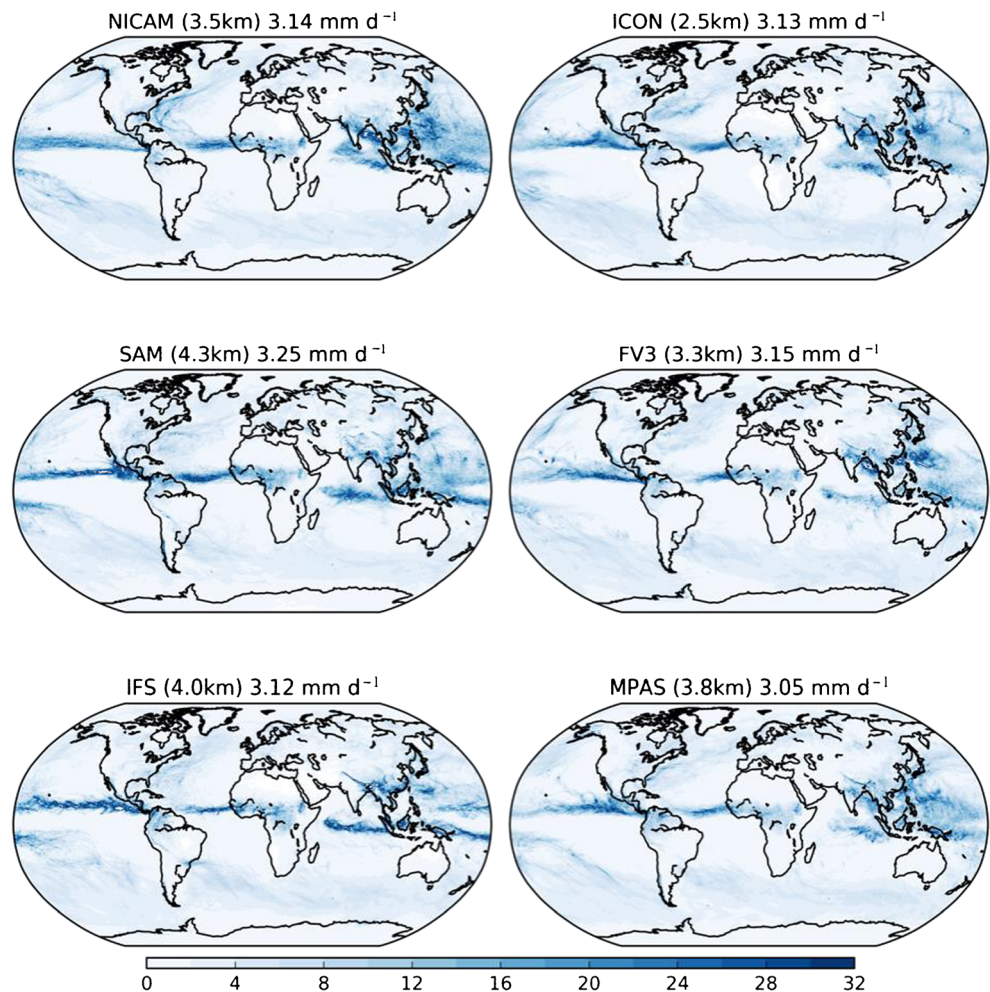 NICAM (3.5km) 3.14 mm d⁻¹
ICON (2.5km) 3.13 mm d⁻¹
SAM (4.3km) 3.25 mm d⁻¹
FV3 (3.3km) 3.15 mm d⁻¹
IFS (4.0km) 3.12 mm d⁻¹
MPAS (3.8km) 3.05 mm d⁻¹
0 4 8 12 16 20 24 28 32